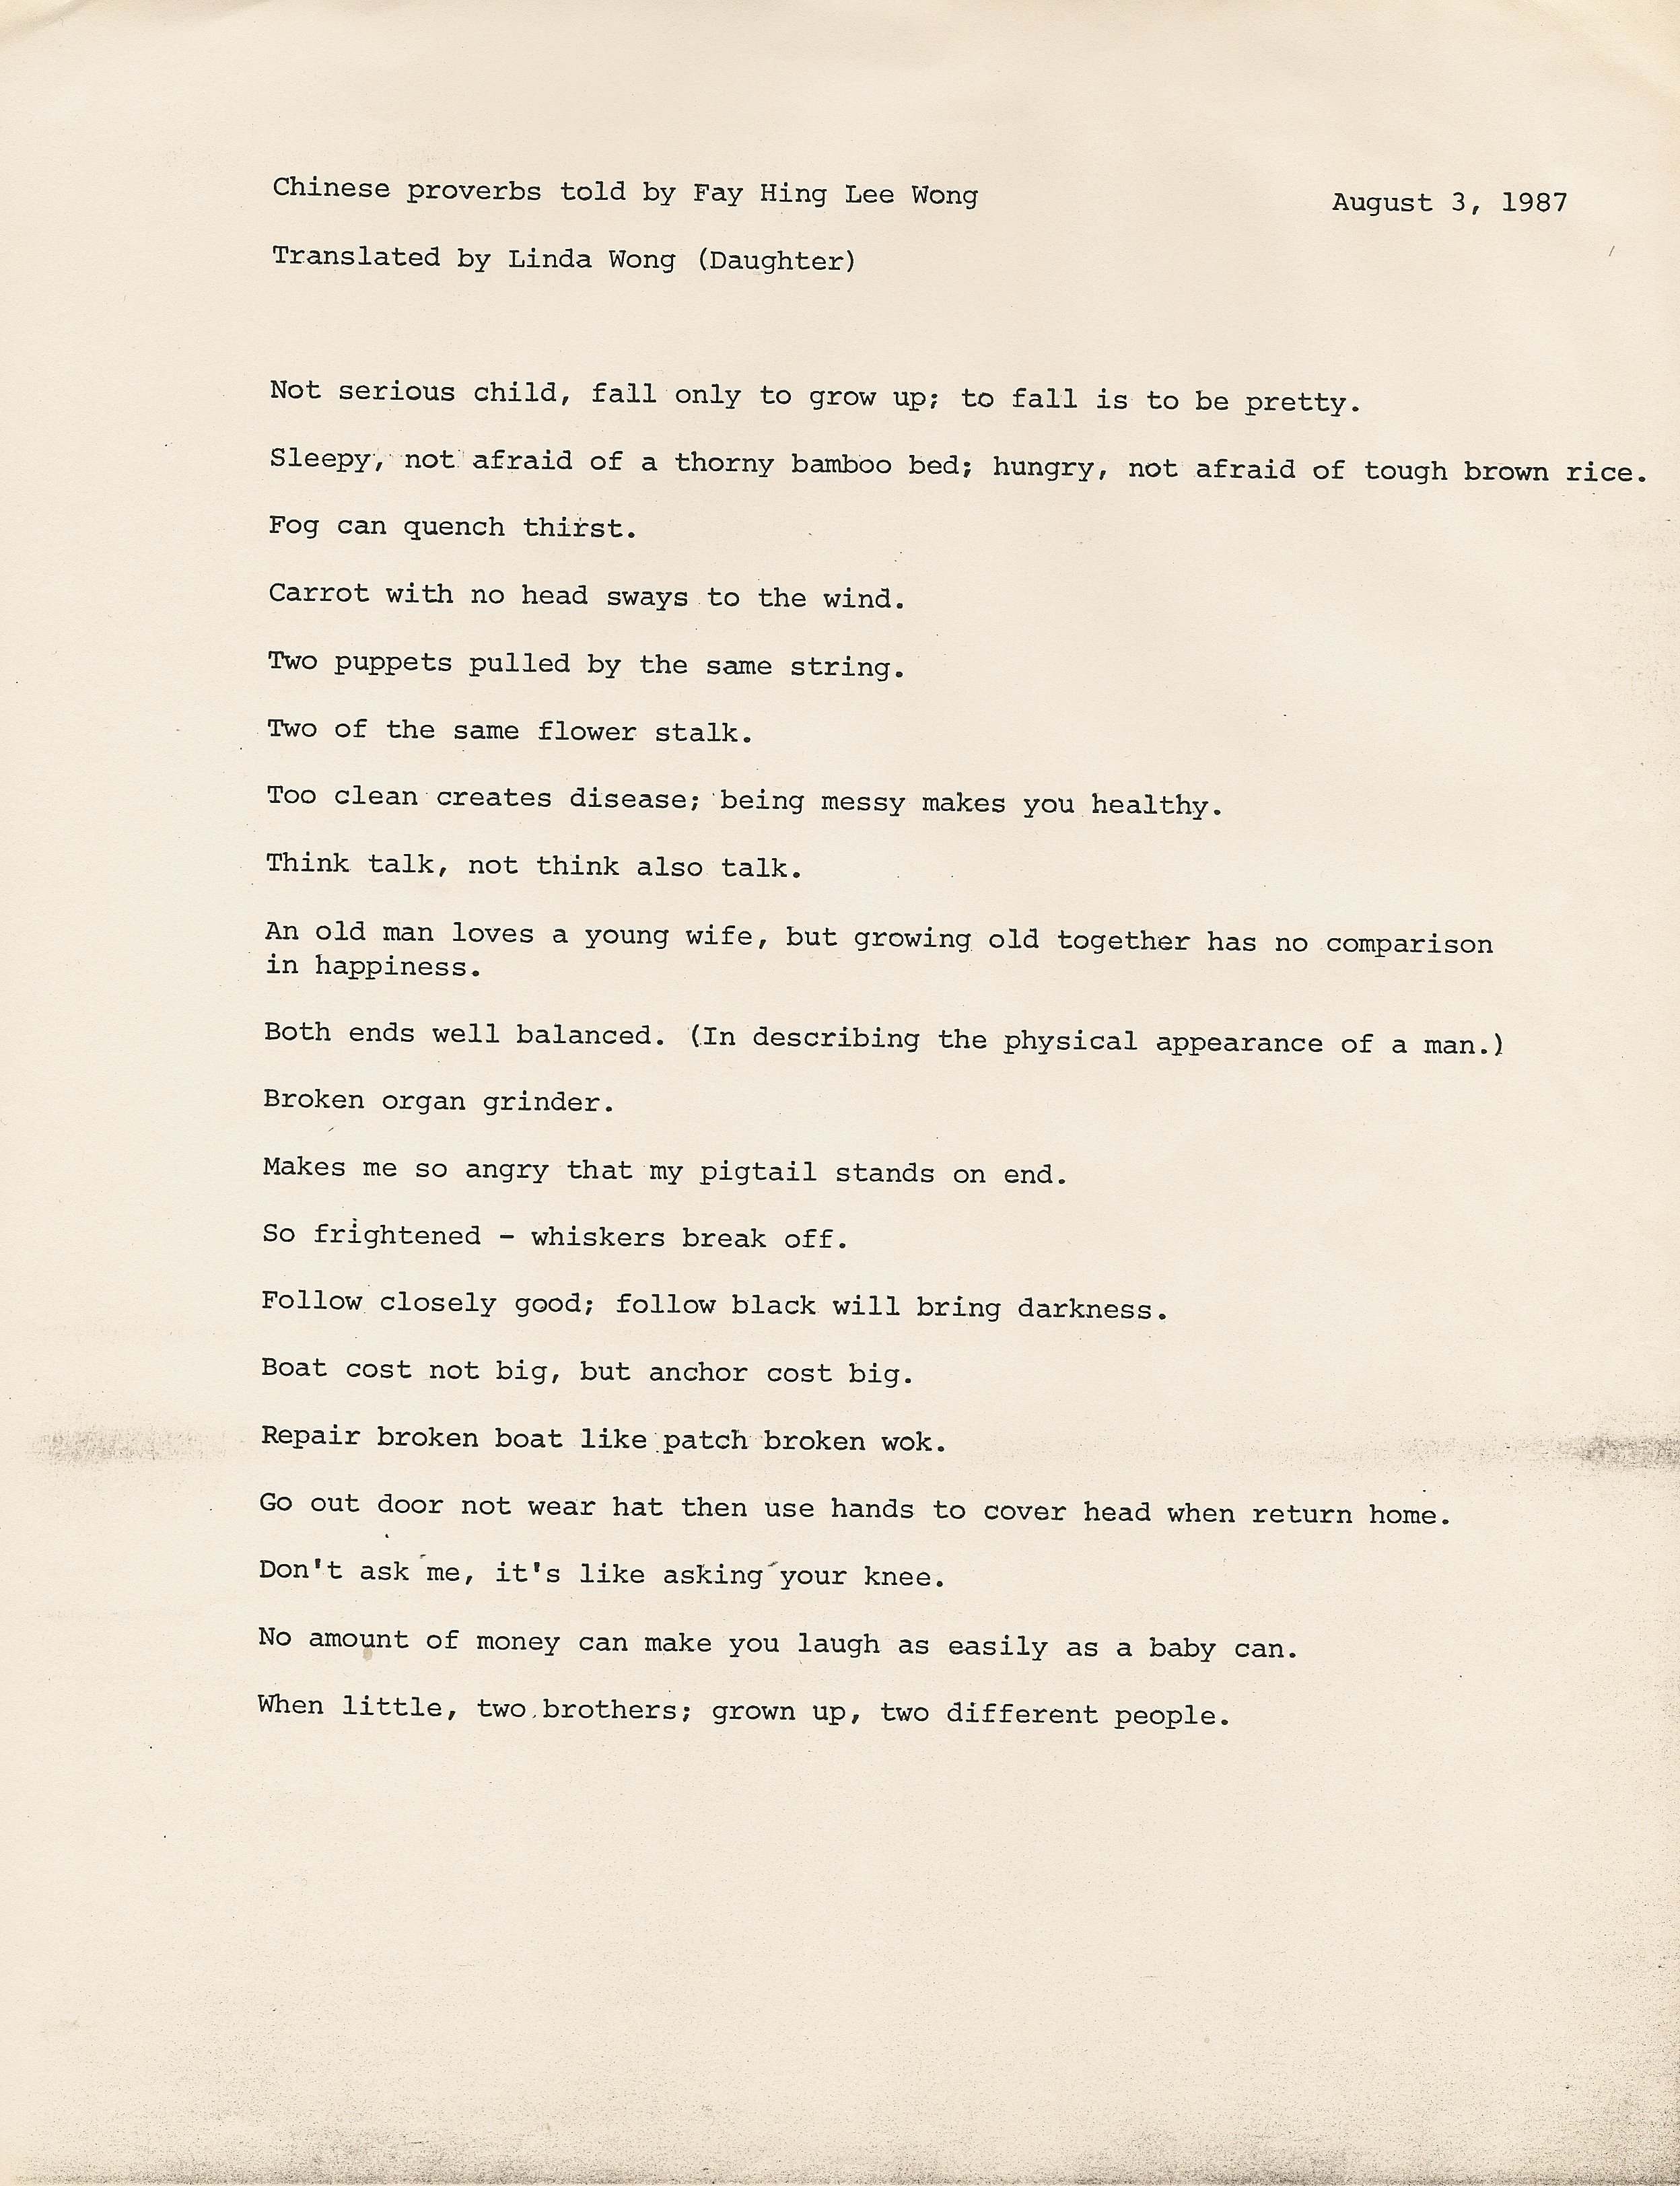 Chinese proverbs told by Fay Hing Lee Wong
August 3, 1987
Translated by Linda Wong (Daughter)
Not serious child, fall only to grow up; to fall is to be pretty.
Sleepy, not afraid of a thorny bamboo bed; hungry, not afraid of tough brown rice.
Fog can quench thirst.
Carrot with no head sways to the wind.
Two puppets pulled by the same string.
Two of the same flower stalk.
Too clean creates disease; being messy makes you healthy.
Think talk, not think also talk.
An old man loves a young wife, but growing old together has no comparison
in happiness.
Both ends well balanced. (In describing the physical appearance of a man.)
Broken organ grinder.
Makes me so angry that my pigtail stands on end.
So frightened - whiskers break off.
Follow closely good; follow black will bring darkness.
Boat cost not big, but anchor cost big.
Repair broken boat like patch broken wok.
Go out door not wear hat then use hands to cover head when return home.
Don't ask me, it's like asking your knee.
No amount of money can make you laugh as easily as a baby can.
When little, two brothers; grown up, two different people.